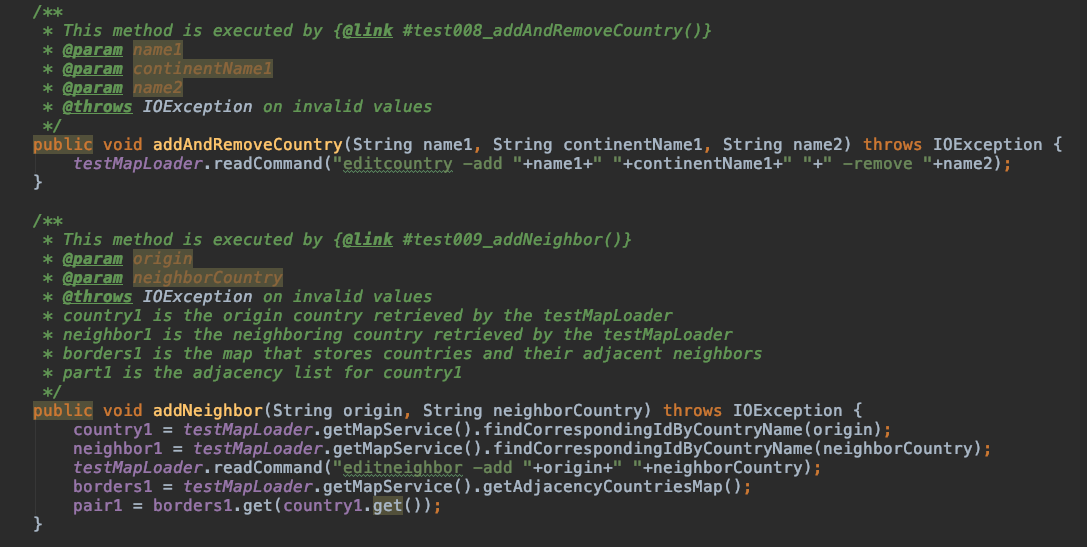 /**
 * This method is executed by {@link #test008_addAndRemoveCountry()}
 * @param name1
 * @param continentName1
 * @param name2
 * @throws IOException on invalid values
 */
public void addAndRemoveCountry(String name1, String continentName1, String name2) throws IOException {
    testMapLoader.readCommand("editcountry -add "+name1+" "+continentName1+" "+" -remove "+name2);
}
/**
 * This method is executed by {@link #test009_addNeighbor()}
 * @param origin
 * @param neighborCountry
 * @throws IOException on invalid values
 * country1 is the origin country retrieved by the testMapLoader
 * neighbor1 is the neighboring country retrieved by the testMapLoader
 * borders1 is the map that stores countries and their adjacent neighbors
 * part1 is the adjacency list for country1
 */
public void addNeighbor(String origin, String neighborCountry) throws IOException {
    country1 = testMapLoader.getMapService().findCorrespondingIdByCountryName(origin);
    neighbor1 = testMapLoader.getMapService().findCorrespondingIdByCountryName(neighborCountry);
    testMapLoader.readCommand("editneighbor -add "+origin+" "+neighborCountry);
    borders1 = testMapLoader.getMapService().getAdjacencyCountriesMap();
    pair1 = borders1.get(country1.get());
}